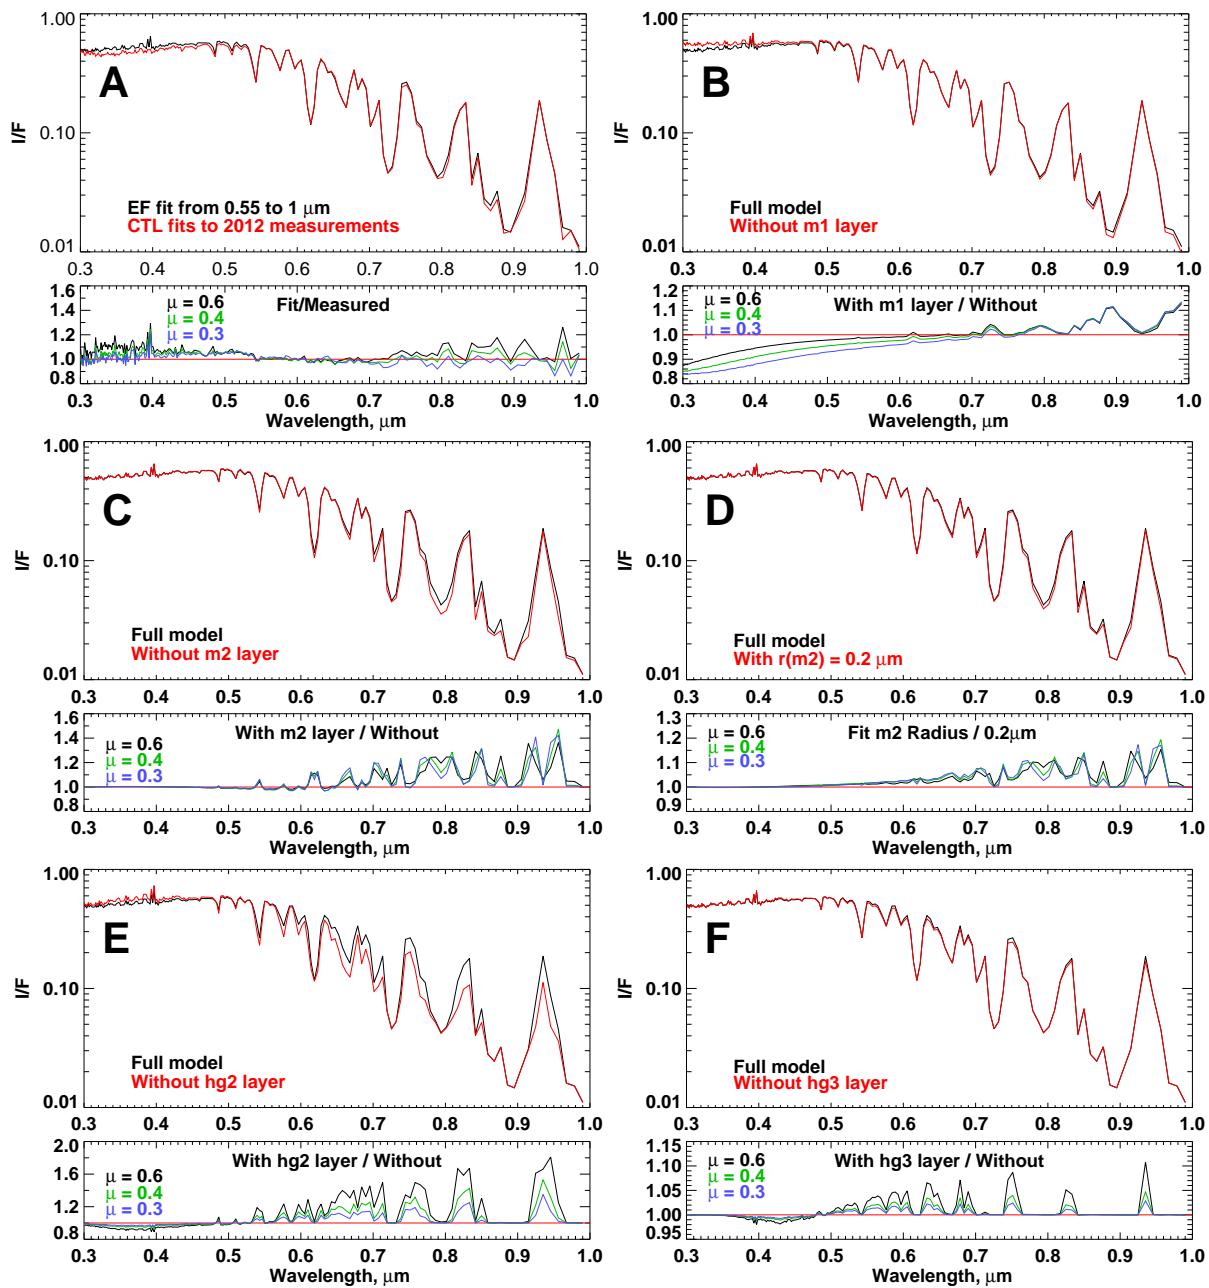 1.00
0.10
0.01
I/F
A
EF fit from 0.55 to 1 μm
CTL fits to 2012 measurements
0.3 0.4 0.5 0.6 0.7 0.8 0.9 1.0
1.6
1.4
1.2
1.0
0.8
μ = 0.6
μ = 0.4
μ = 0.3
Fit/Measured
0.3 0.4 0.5 0.6 0.7 0.8 0.9 1.0
Wavelength, μm
1.00
0.10
0.01
I/F
B
Full model
Without m1 layer
0.3 0.4 0.5 0.6 0.7 0.8 0.9 1.0
1.2
1.1
1.0
0.9
0.8
μ = 0.6
μ = 0.4
μ = 0.3
With m1 layer / Without
0.3 0.4 0.5 0.6 0.7 0.8 0.9 1.0
Wavelength, μm
1.00
0.10
0.01
I/F
C
Full model
Without m2 layer
0.3 0.4 0.5 0.6 0.7 0.8 0.9 1.0
1.6
1.4
1.2
1.0
0.8
μ = 0.6
μ = 0.4
μ = 0.3
With m2 layer / Without
0.3 0.4 0.5 0.6 0.7 0.8 0.9 1.0
Wavelength, μm
1.00
0.10
0.01
I/F
D
Full model
With r(m2) = 0.2 μm
0.3 0.4 0.5 0.6 0.7 0.8 0.9 1.0
1.3
1.2
1.1
1.0
0.9
μ = 0.6
μ = 0.4
μ = 0.3
Fit m2 Radius / 0.2μm
0.3 0.4 0.5 0.6 0.7 0.8 0.9 1.0
Wavelength, μm
1.00
0.10
0.01
I/F
E
Full model
Without hg2 layer
0.3 0.4 0.5 0.6 0.7 0.8 0.9 1.0
2.0
1.8
1.5
1.2
1.0
0.8
μ = 0.6
μ = 0.4
μ = 0.3
With hg2 layer / Without
0.3 0.4 0.5 0.6 0.7 0.8 0.9 1.0
Wavelength, μm
1.00
0.10
0.01
I/F
F
Full model
Without hg3 layer
0.3 0.4 0.5 0.6 0.7 0.8 0.9 1.0
1.15
1.10
1.05
1.00
0.95
μ = 0.6
μ = 0.4
μ = 0.3
With hg3 layer / Without
0.3 0.4 0.5 0.6 0.7 0.8 0.9 1.0
Wavelength, μm